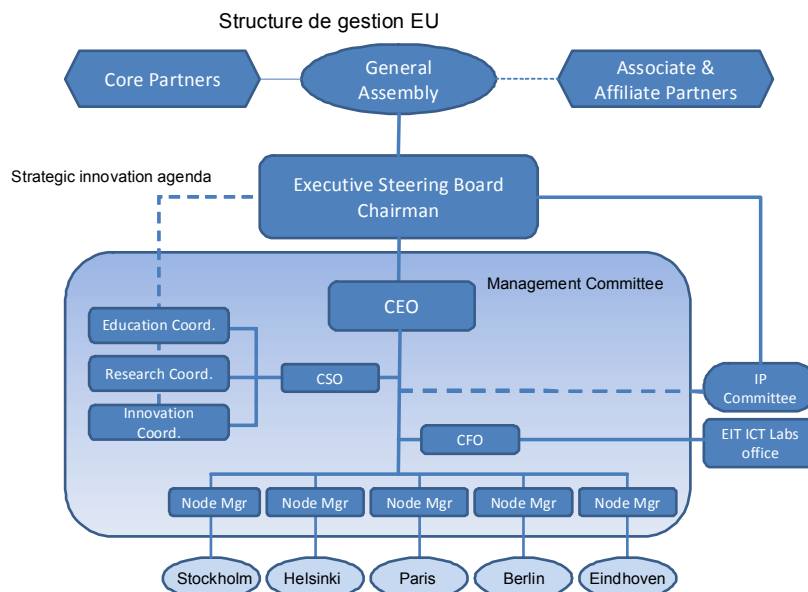 Structure de gestion EU
Core Partners
General
Assembly
Associate &
Affiliate Partners
Strategic innovation agenda
Executive Steering Board
Chairman
Management Committee
CEO
Education Coord.
Research Coord.
CSO
Innovation
Coord.
IP
Committee
CFO
EIT ICT Labs
office
Node Mgr
Node Mgr
Node Mgr
Node Mgr
Node Mgr
Stockholm
Helsinki
Paris
Berlin
Eindhoven